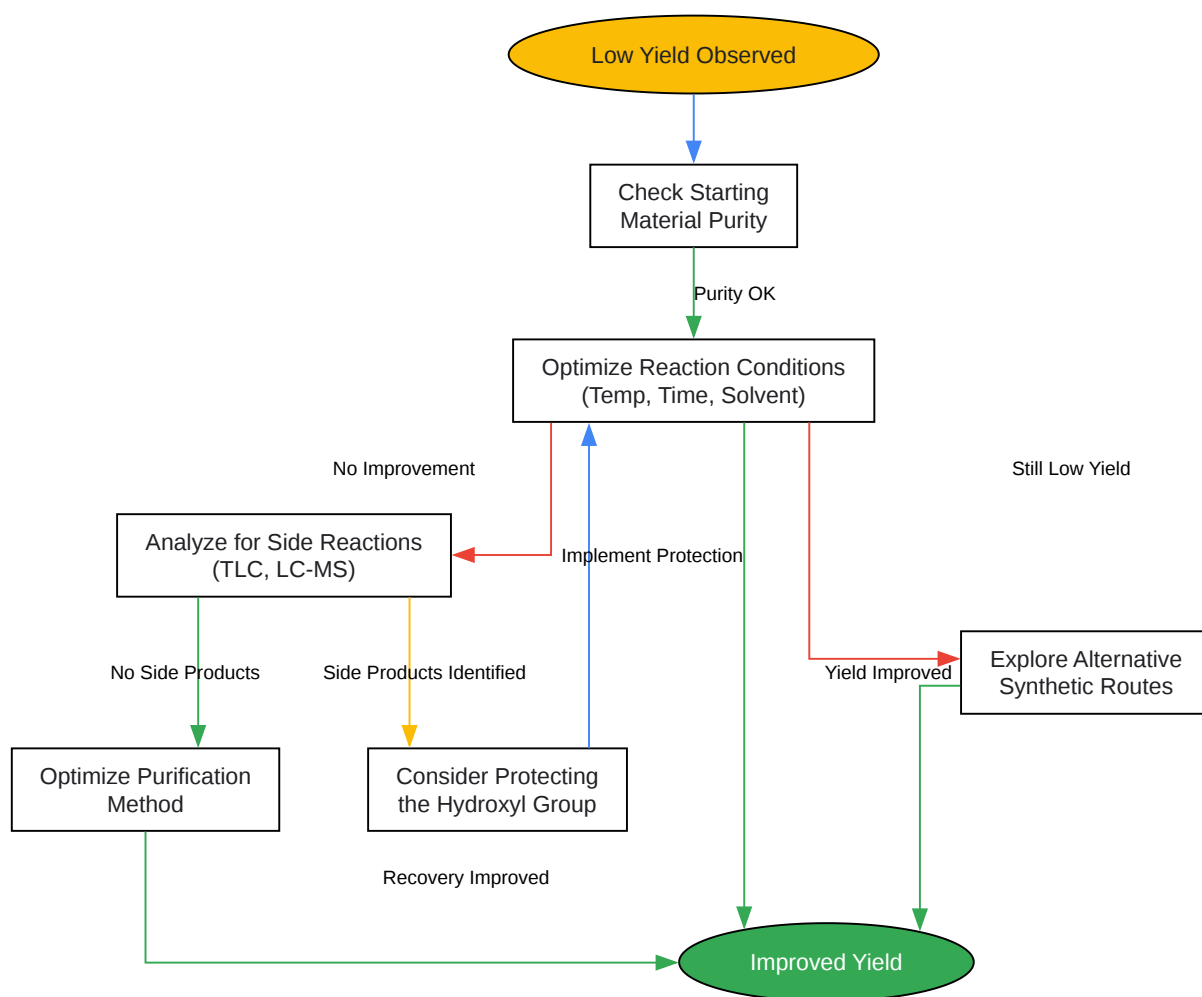 Low Yield Observed
Check Starting
Material Purity
Purity OK
Optimize Reaction Conditions
(Temp, Time, Solvent)
No Improvement
Still Low Yield
Analyze for Side Reactions
(TLC, LC-MS)
Implement Protection
No Side Products
Side Products Identified
Yield Improved
Explore Alternative
Synthetic Routes
Optimize Purification
Method
Consider Protecting
the Hydroxyl Group
Recovery Improved
Improved Yield